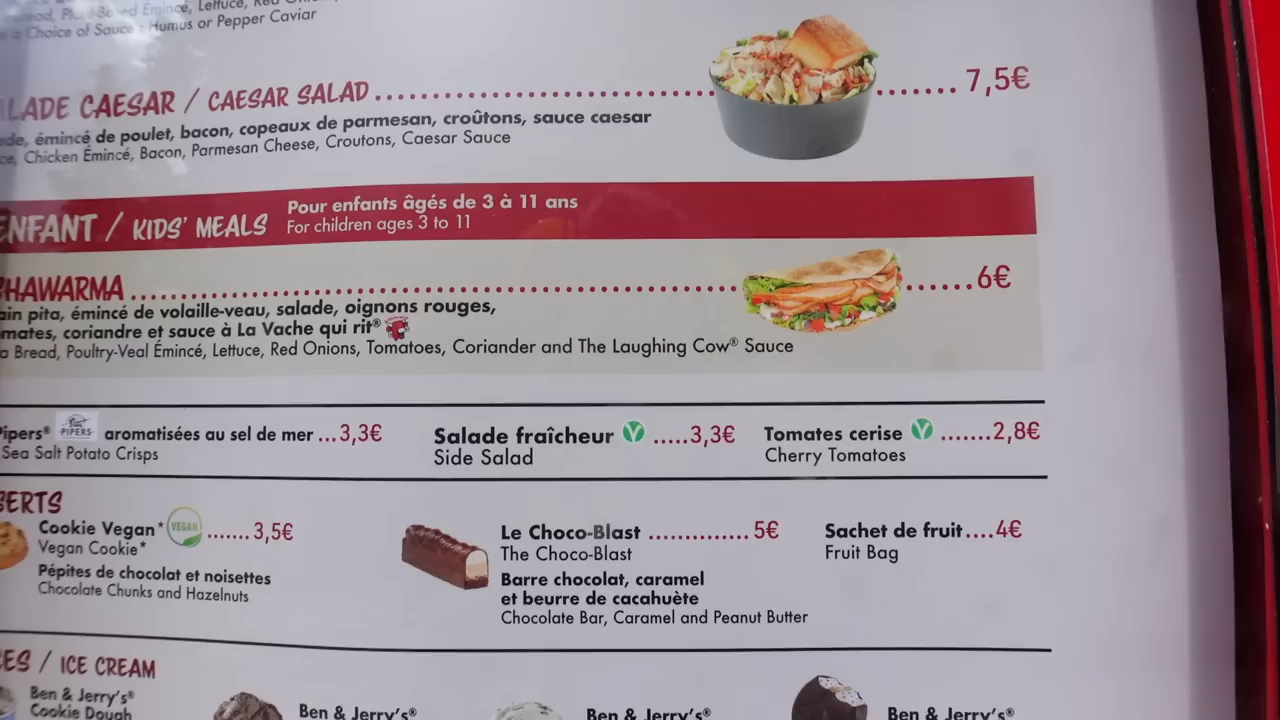 Émincé, Lettuce, Red
Choice of Sauce : Humus or Pepper Caviar
LADE CAESAR / CAESAR SALAD 7,5€
de, émincé de poulet, bacon, copeaux de parmesan, croûtons, sauce caesar
ce, Chicken Émincé, Bacon, Parmesan Cheese, Croutons, Caesar Sauce
ENFANT / KIDS' MEALS Pour enfants âgés de 3 à 11 ans
For children ages 3 to 11
HAWARMA 6€
ain pita, émincé de volaille-veau, salade, oignons rouges,
mates, coriandre et sauce à La Vache qui rit®
a Bread, Poultry-Veal Émincé, Lettuce, Red Onions, Tomatoes, Coriander and The Laughing Cow® Sauce
Pipers® PIPERS aromatisées au sel de mer ...3,3€
Sea Salt Potato Crisps
Salade fraîcheur V .....3,3€
Side Salad
Tomates cerise V .......2,8€
Cherry Tomatoes
SERTS
Cookie Vegan* VEGAN .......3,5€
Vegan Cookie*
Pépites de chocolat et noisettes
Chocolate Chunks and Hazelnuts
Le Choco-Blast ...............5€
The Choco-Blast
Barre chocolat, caramel
et beurre de cacahuète
Chocolate Bar, Caramel and Peanut Butter
Sachet de fruit....4€
Fruit Bag
ES / ICE CREAM
Ben & Jerry's®
Cookie Dough
Ben & Jerry's®
Ben & Jerry's®
Ben & Jerry's®